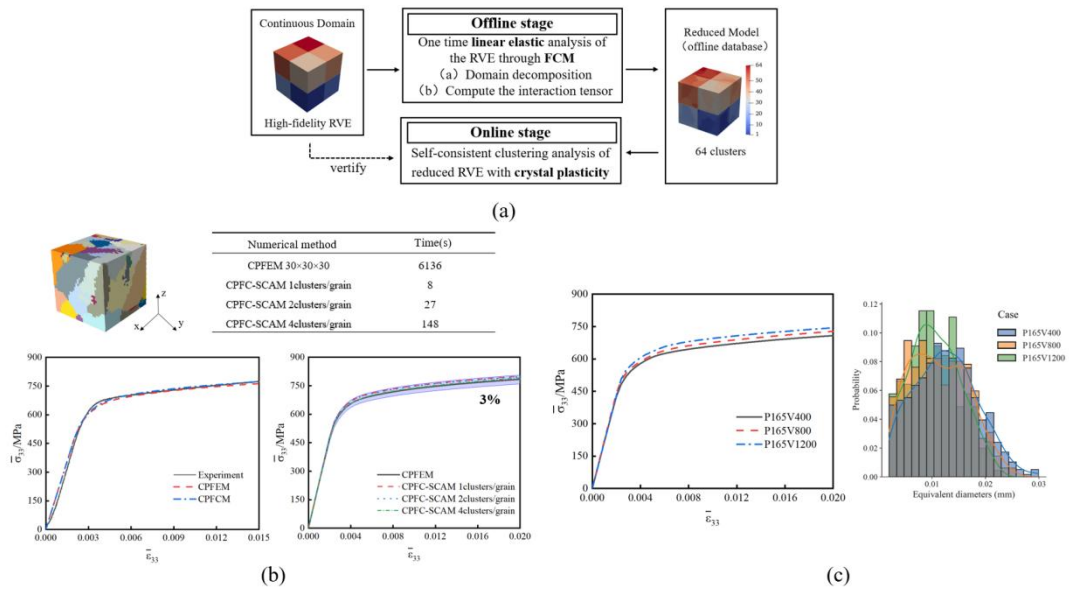 Continuous Domain
High-fidelity RVE
Offline stage
One time linear elastic analysis of
the RVE through FCM
(a) Domain decomposition
(b) Compute the interaction tensor
Online stage
Self-consistent clustering analysis of
reduced RVE with crystal plasticity
vertify
Reduced Model
(offline database)
64
50
40
30
20
10
1
64 clusters
(a)
z
x
y
Numerical method Time(s)
CPFEM 30×30×30 6136
CPFC-SCAM 1clusters/grain 8
CPFC-SCAM 2clusters/grain 27
CPFC-SCAM 4clusters/grain 148
900
750
600
450
300
150
0
σ̅33/MPa
Experiment
CPFEM
CPFCM
0.000 0.003 0.006 0.009 0.012 0.015
ε̅33
900
750
600
450
300
150
0
σ̅33/MPa
3%
CPFEM
CPFC-SCAM 1clusters/grain
CPFC-SCAM 2clusters/grain
CPFC-SCAM 4clusters/grain
0.000 0.004 0.008 0.012 0.016 0.020
ε̅33
(b)
900
750
600
450
300
150
0
σ̅33/MPa
P165V400
P165V800
P165V1200
0.000 0.004 0.008 0.012 0.016 0.020
ε̅33
0.12
0.10
0.08
0.06
0.04
0.02
0.00
Probability
Case
P165V400
P165V800
P165V1200
0.01 0.02 0.03
Equivalent diameters (mm)
(c)